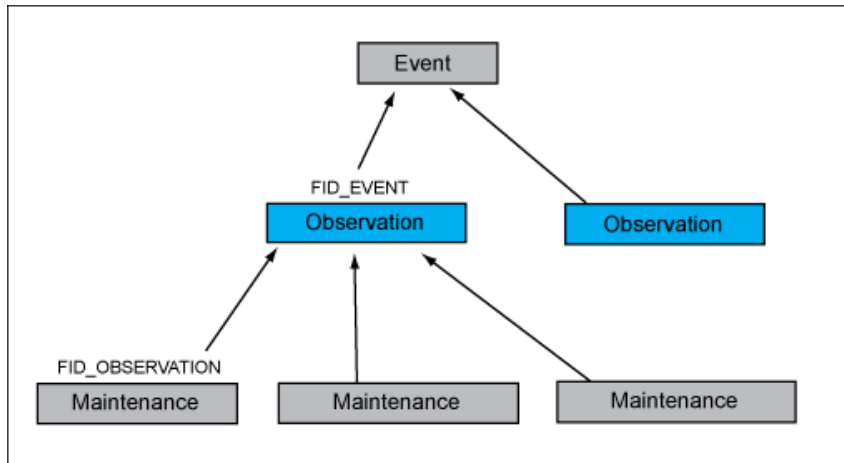 Event
FID_EVENT
Observation
Observation
FID_OBSERVATION
Maintenance
Maintenance
Maintenance